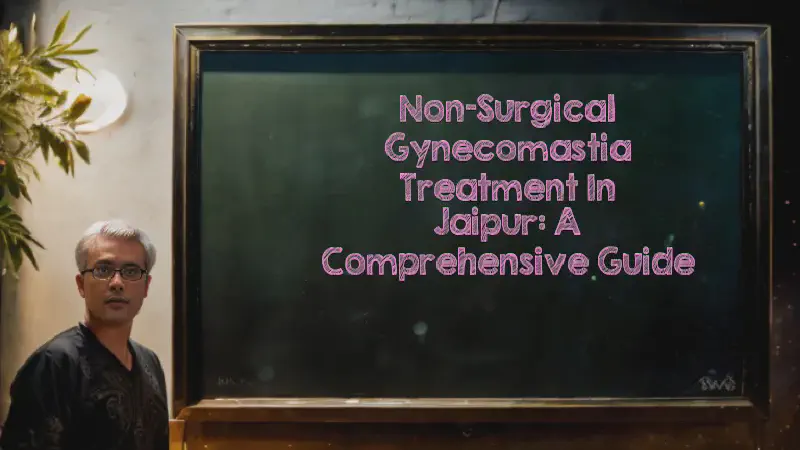 Non-Surgical
Gynecomastia
Treatment In
Jaipur: A
Comprehensive Guide